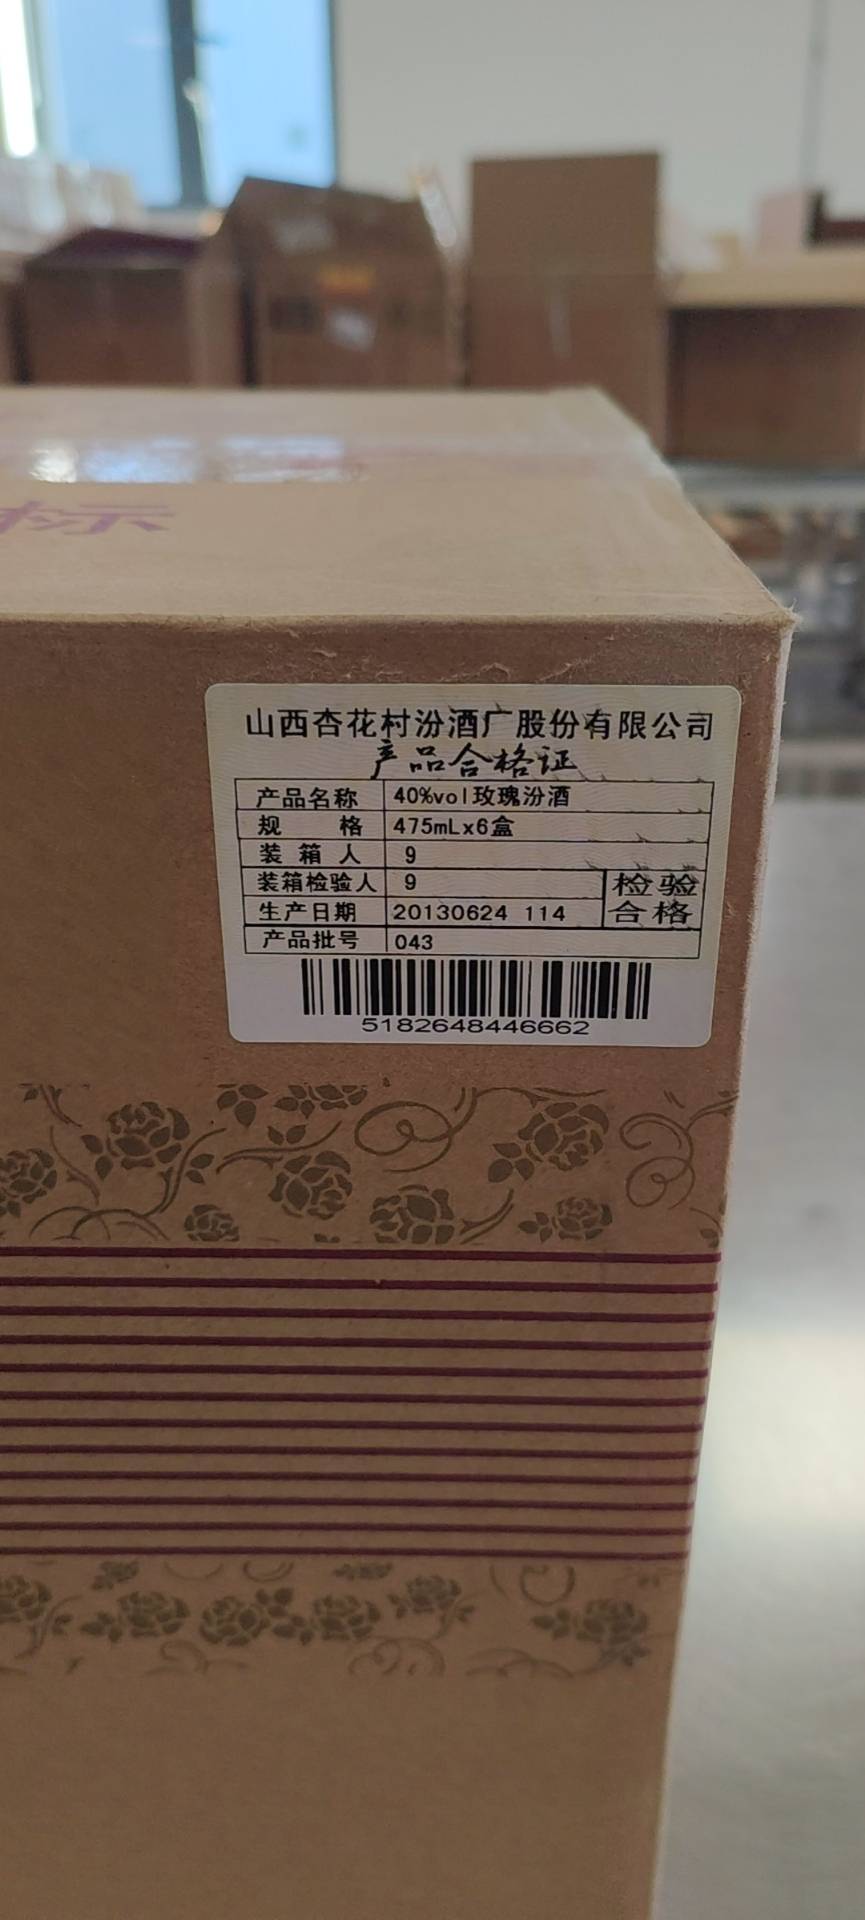 标
山西杏花村汾酒厂股份有限公司
产品合格证
产品名称 40%vol玫瑰汾酒
规 格 475mLx6盒
装 箱 人 9
装箱检验人 9 检验
生产日期 20130624 114 合格
产品批号 043
5182648446662